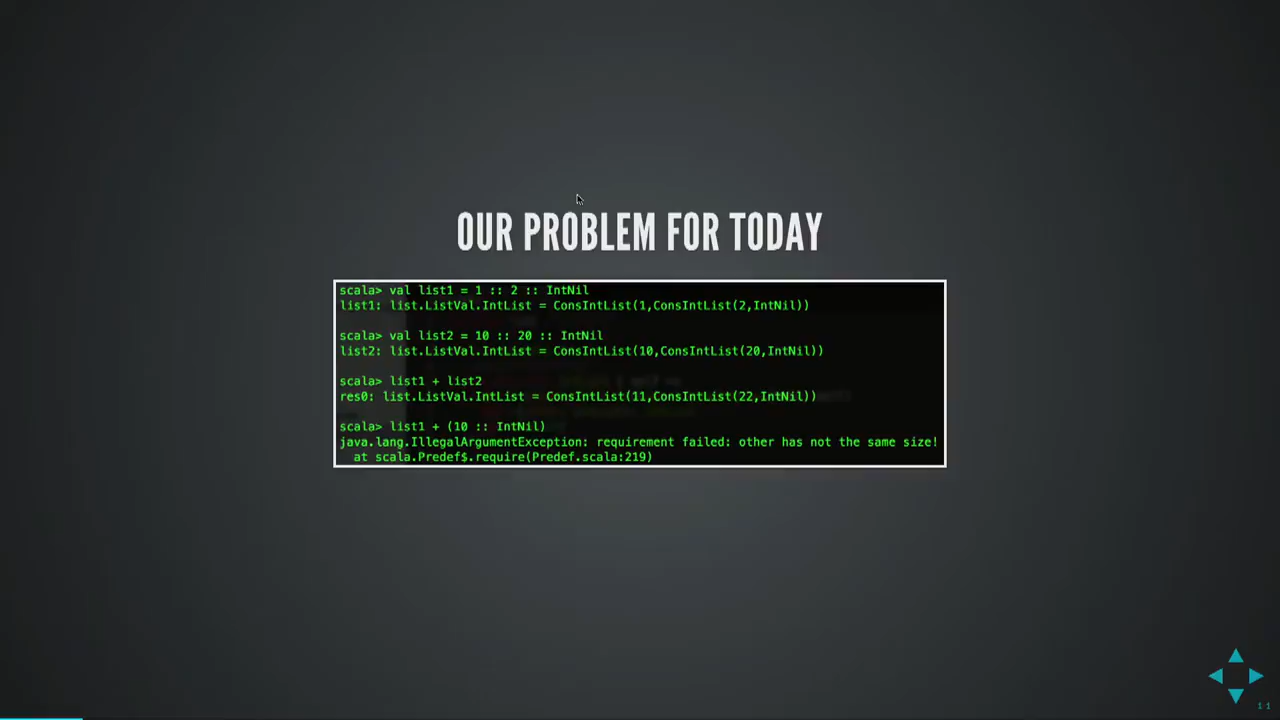 OUR PROBLEM FOR TODAY
scala> val list1 = 1 :: 2 :: IntNil
list1: list.ListVal.IntList = ConsIntList(1,ConsIntList(2,IntNil))
scala> val list2 = 10 :: 20 :: IntNil
list2: list.ListVal.IntList = ConsIntList(10,ConsIntList(20,IntNil))
scala> list1 + list2
res0: list.ListVal.IntList = ConsIntList(11,ConsIntList(22,IntNil))
scala> list1 + (10 :: IntNil)
java.lang.IllegalArgumentException: requirement failed: other has not the same size!
at scala.Predef$.require(Predef.scala:219)